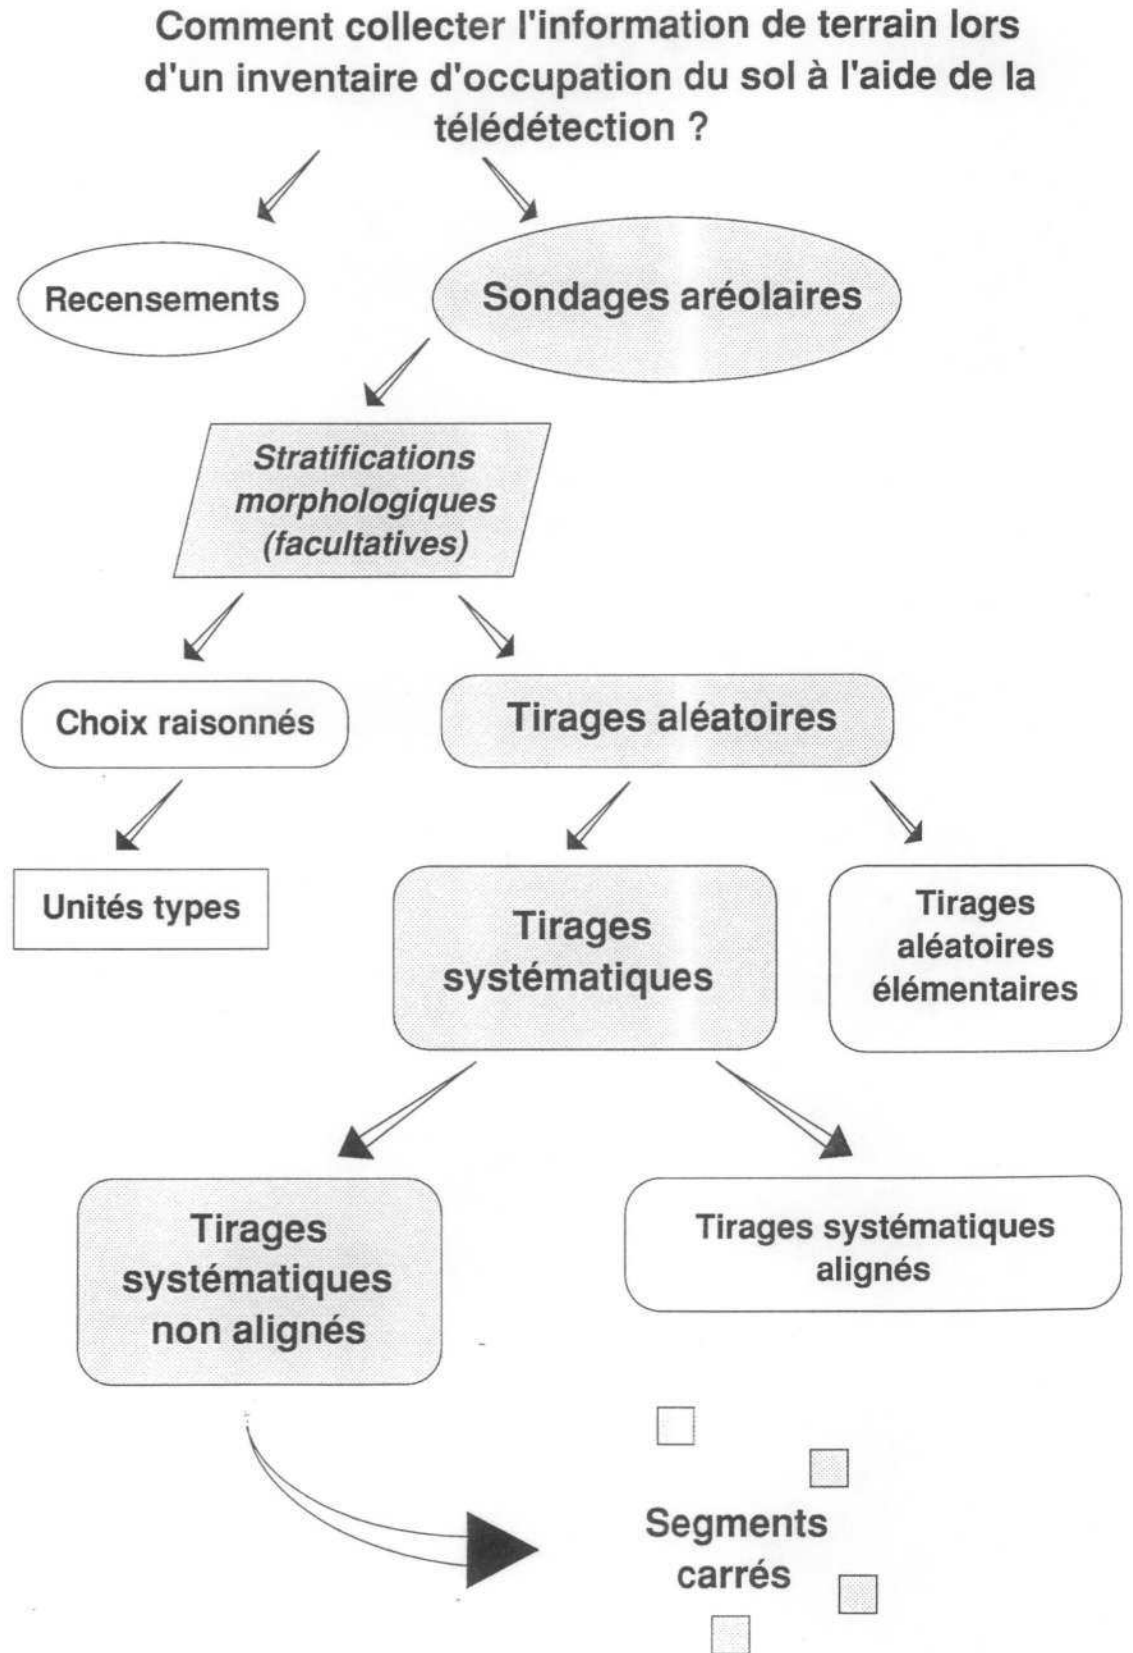 Comment collecter l'information de terrain lors
d'un inventaire d'occupation du sol à l'aide de la
télédétection ?
Recensements
Sondages aréolaires
Stratifications
morphologiques
(facultatives)
Choix raisonnés
Tirages aléatoires
Unités types
Tirages
systématiques
Tirages
aléatoires
élémentaires
Tirages
systématiques
non alignés
Tirages systématiques
alignés
Segments
carrés